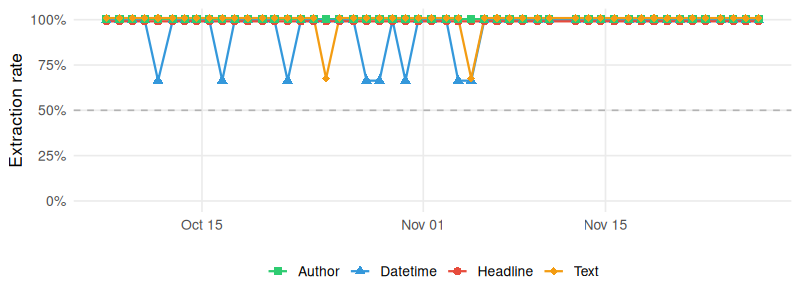 Extraction rate
100%
75%
50%
25%
0%
Oct 15
Nov 01
Nov 15
Author
Datetime
Headline
Text